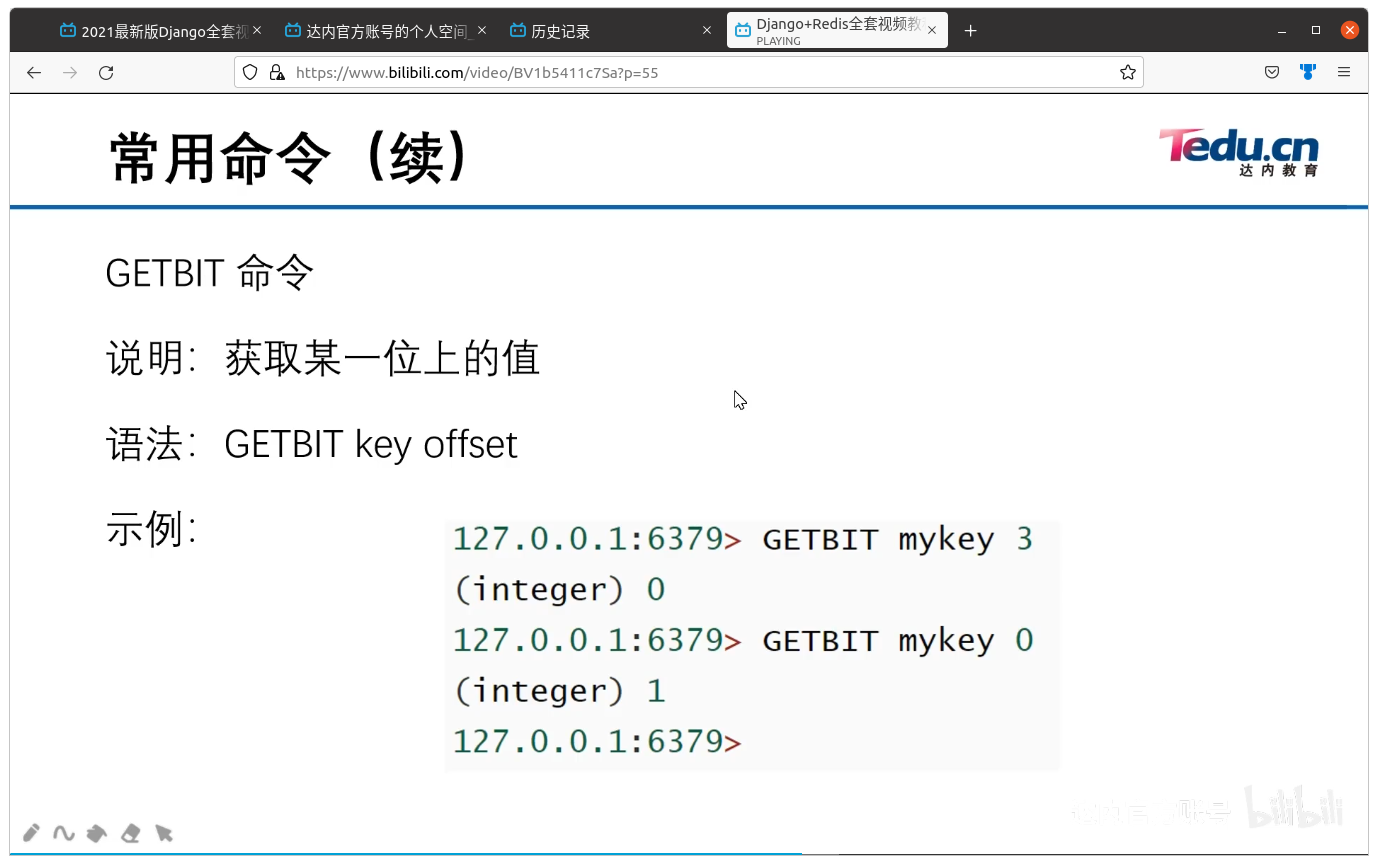 2021最新版Django全套视
达内官方账号的个人空间_
历史记录
Django+Redis全套视频教
PLAYING
https://www.bilibili.com/video/BV1b5411c7Sa?p=55
常用命令（续）
Tedu.cn
达内教育
GETBIT 命令
说明：获取某一位上的值
语法：GETBIT key offset
示例：
127.0.0.1:6379> GETBIT mykey 3
(integer) 0
127.0.0.1:6379> GETBIT mykey 0
(integer) 1
127.0.0.1:6379>
达内官方账号 bilibili